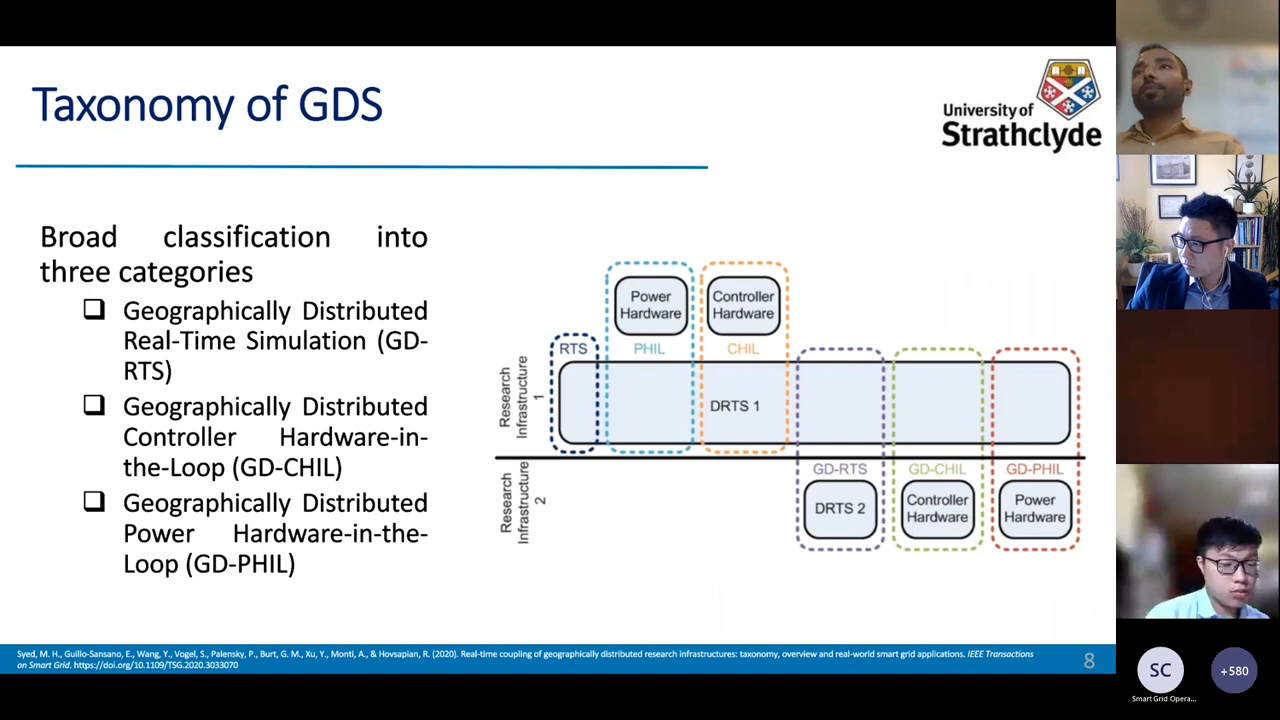 Taxonomy of GDS
University of
Strathclyde
Broad classification into
three categories
Geographically Distributed
Real-Time Simulation (GD-
RTS)
Geographically Distributed
Controller Hardware-in-
the-Loop (GD-CHIL)
Geographically Distributed
Power Hardware-in-the-
Loop (GD-PHIL)
Power
Hardware
Controller
Hardware
RTS
PHIL
CHIL
Research
Infrastructure
1
DRTS 1
Research
Infrastructure
2
GD-RTS
GD-CHIL
GD-PHIL
DRTS 2
Controller
Hardware
Power
Hardware
Syed, M. H., Guillo-Sansano, E., Wang, Y., Vogel, S., Palensky, P., Burt, G. M., Xu, Y., Monti, A., & Hovsapian, R. (2020). Real-time coupling of geographically distributed research infrastructures: taxonomy, overview and real-world smart grid applications. IEEE Transactions
on Smart Grid. https://doi.org/10.1109/TSG.2020.3033070
8
SC
+580
Smart Grid Opera...